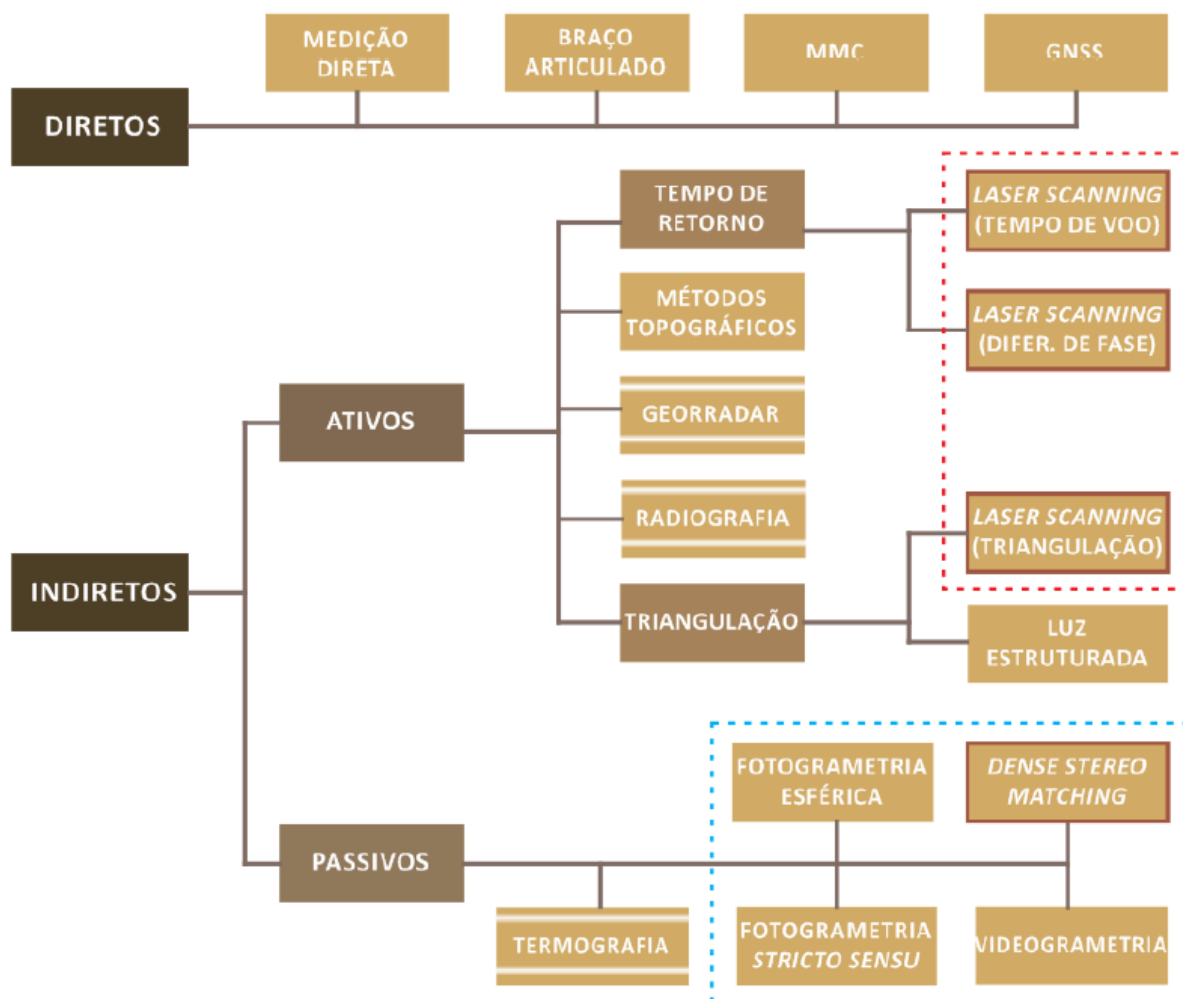 MEDIÇÃO
DIRETA
BRAÇO
ARTICULADO
MMC
GNSS
DIRETOS
TEMPO DE
RETORNO
LASER SCANNING
(TEMPO DE VOO)
MÉTODOS
TOPOGRÁFICOS
LASER SCANNING
(DIFER. DE FASE)
ATIVOS
GEORRADAR
RADIOGRAFIA
LASER SCANNING
(TRIANGULAÇÃO)
INDIRETOS
TRIANGULAÇÃO
LUZ
ESTRUTURADA
FOTOGRAMETRIA
ESFÉRICA
DENSE STEREO
MATCHING
PASSIVOS
TERMOGRAFIA
FOTOGRAMETRIA
STRICTO SENSU
VIDEOGRAMETRIA